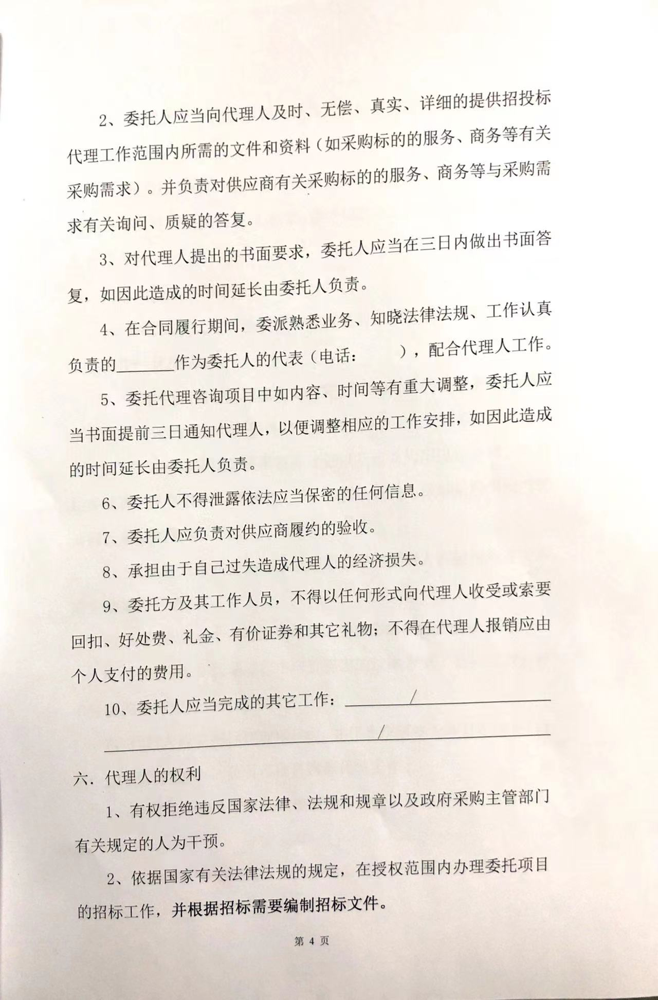 2、委托人应当向代理人及时、无偿、真实、详细的提供招投标
代理工作范围内所需的文件和资料（如采购标的的服务、商务等有关
采购需求）。并负责对供应商有关采购标的的服务、商务等与采购需
求有关询问、质疑的答复。
3、对代理人提出的书面要求，委托人应当在三日内做出书面答
复，如因此造成的时间延长由委托人负责。
4、在合同履行期间，委派熟悉业务、知晓法律法规、工作认真
负责的______作为委托人的代表（电话：　　），配合代理人工作。
5、委托代理咨询项目中如内容、时间等有重大调整，委托人应
当书面提前三日通知代理人，以便调整相应的工作安排，如因此造成
的时间延长由委托人负责。
6、委托人不得泄露依法应当保密的任何信息。
7、委托人应负责对供应商履约的验收。
8、承担由于自己过失造成代理人的经济损失。
9、委托方及其工作人员，不得以任何形式向代理人收受或索要
回扣、好处费、礼金、有价证券和其它礼物；不得在代理人报销应由
个人支付的费用。
10、委托人应当完成的其它工作：/
/
六．代理人的权利
1、有权拒绝违反国家法律、法规和规章以及政府采购主管部门
有关规定的人为干预。
2、依据国家有关法律法规的规定，在授权范围内办理委托项目
的招标工作，并根据招标需要编制招标文件。
第 4 页